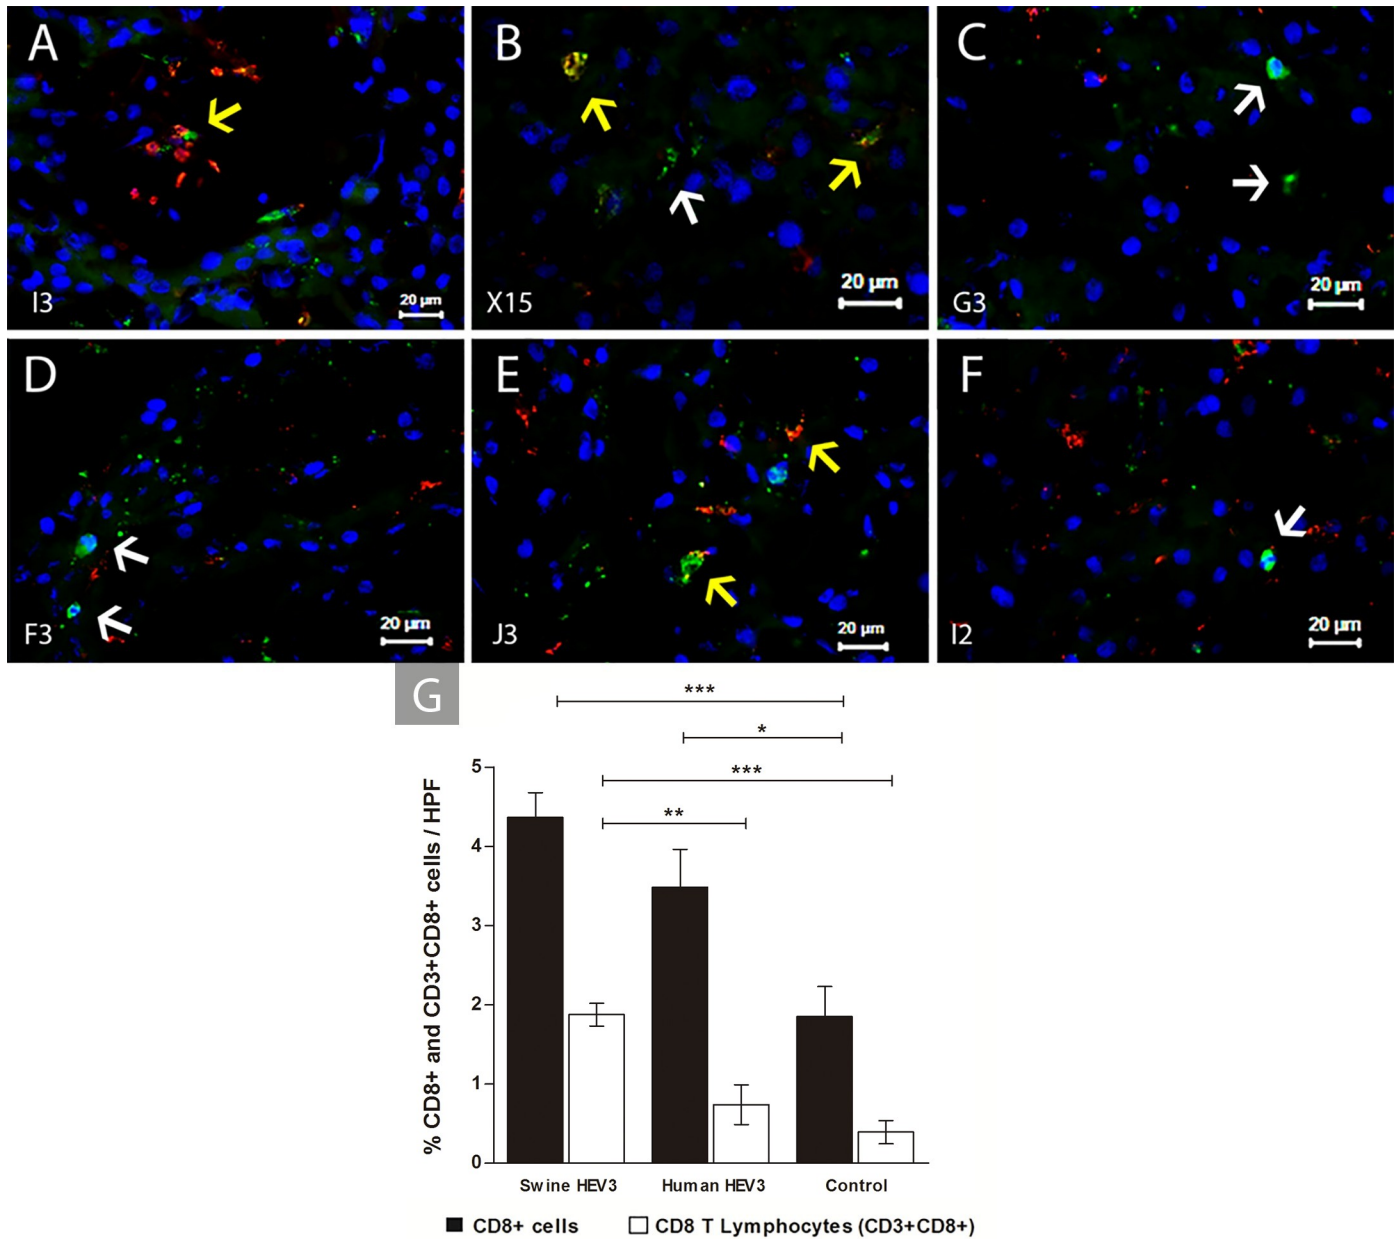 A
B
C
20 µm
20 µm
20 µm
I3
X15
G3
D
E
F
20 µm
20 µm
20 µm
F3
J3
I2
G
***
*
***
**
5
4
3
2
1
0
% CD8+ and CD3+CD8+ cells / HPF
Swine HEV3
Human HEV3
Control
CD8+ cells
CD8 T Lymphocytes (CD3+CD8+)